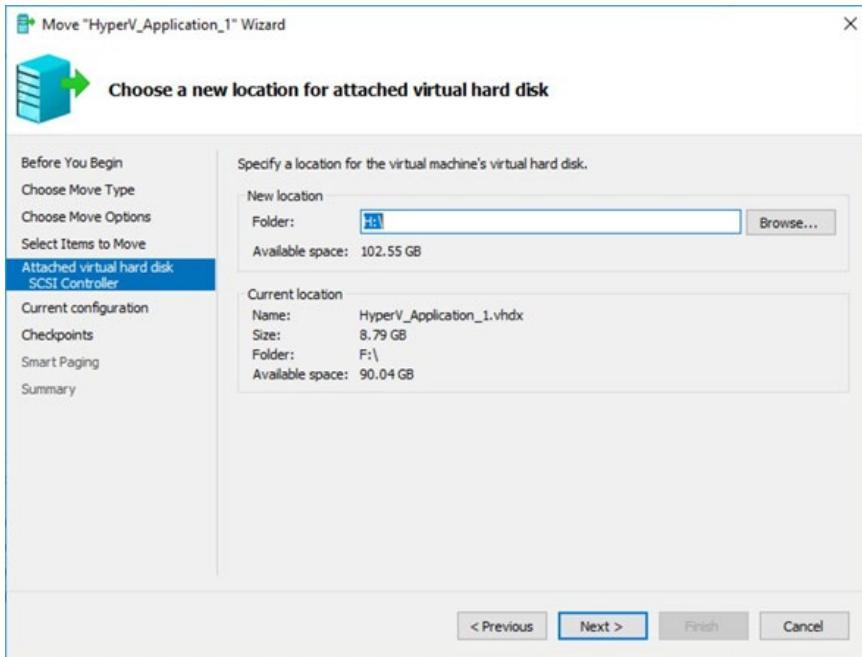 Move "HyperV_Application_1" Wizard
Choose a new location for attached virtual hard disk
Before You Begin
Choose Move Type
Choose Move Options
Select Items to Move
Attached virtual hard disk
SCSI Controller
Current configuration
Checkpoints
Smart Paging
Summary
Specify a location for the virtual machine's virtual hard disk.
New location
Folder: H:\ Browse...
Available space: 102.55 GB
Current location
Name: HyperV_Application_1.vhdx
Size: 8.79 GB
Folder: F:\
Available space: 90.04 GB
< Previous Next > Finish Cancel